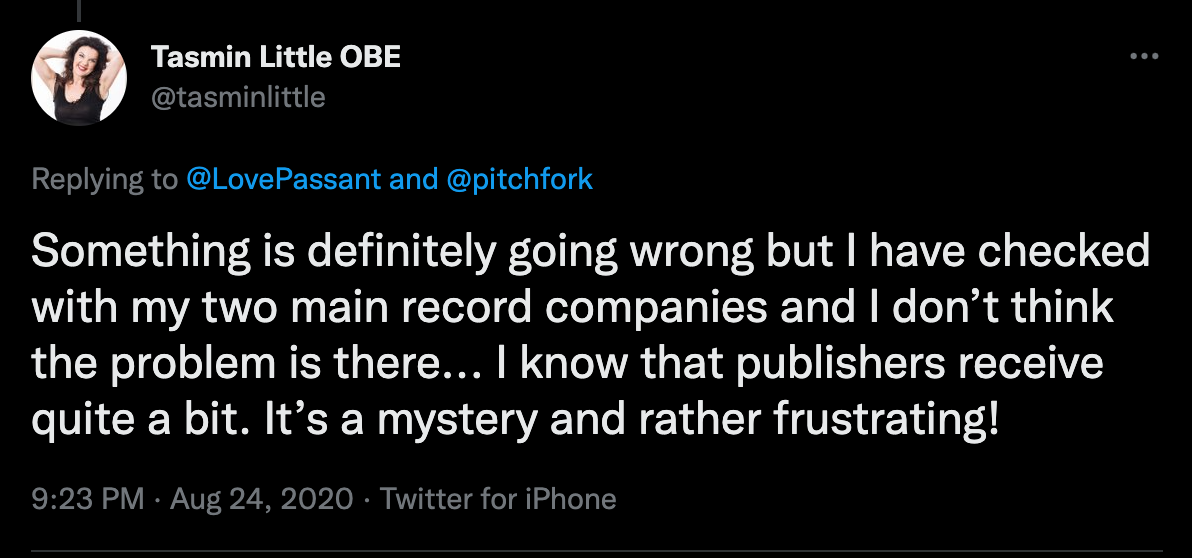 Tasmin Little OBE
@tasminlittle
Replying to @LovePassant and @pitchfork
Something is definitely going wrong but I have checked
with my two main record companies and I don’t think
the problem is there... I know that publishers receive
quite a bit. It’s a mystery and rather frustrating!
9:23 PM · Aug 24, 2020 · Twitter for iPhone